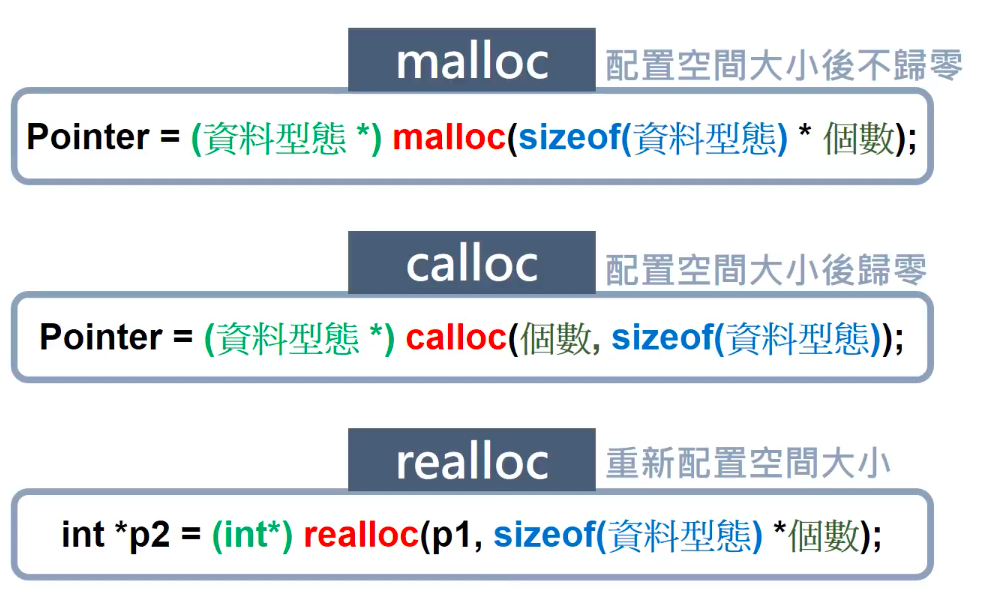 malloc 配置空間大小後不歸零
Pointer = (資料型態 *) malloc(sizeof(資料型態) * 個數);
calloc 配置空間大小後歸零
Pointer = (資料型態 *) calloc(個數, sizeof(資料型態));
realloc 重新配置空間大小
int *p2 = (int*) realloc(p1, sizeof(資料型態) *個數);